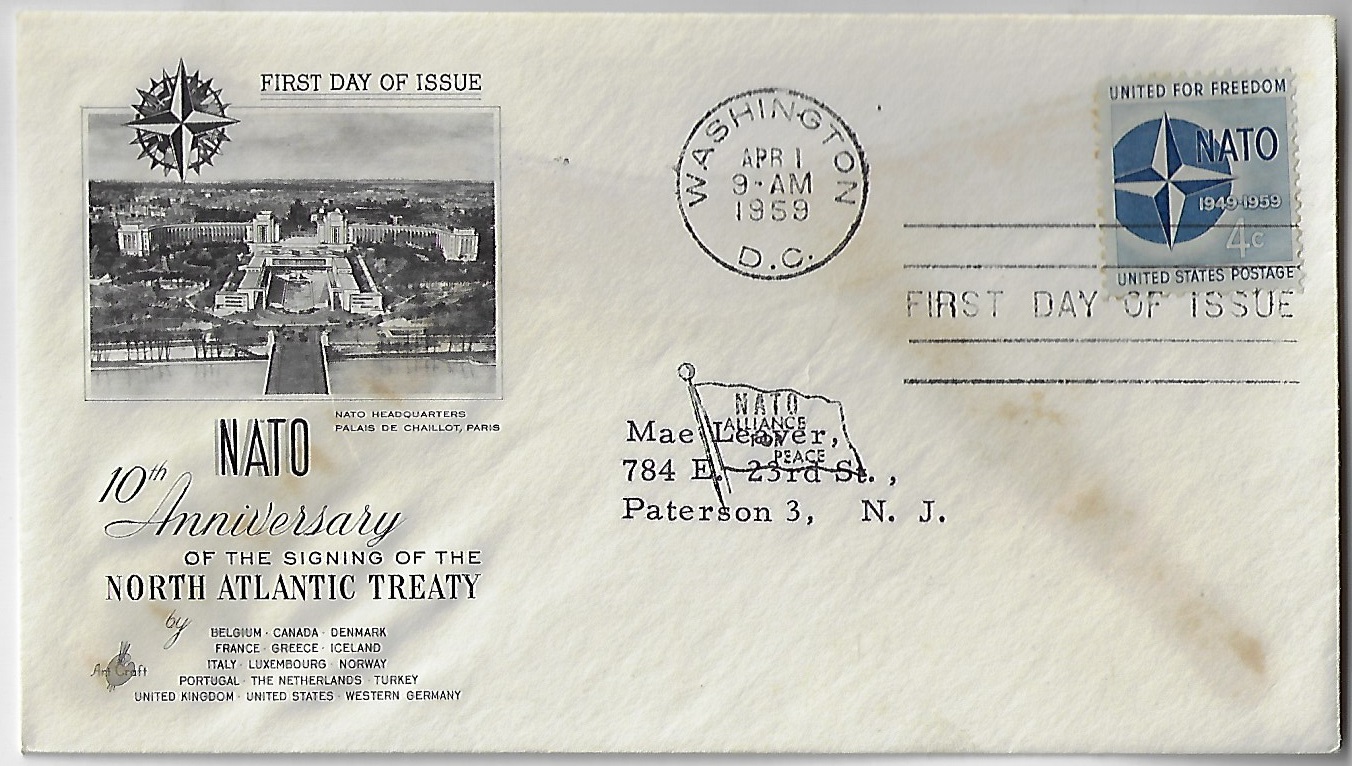 FIRST DAY OF ISSUE
NATO HEADQUARTERS
PALAIS DE CHAILLOT, PARIS
NATO
10th
Anniversary
OF THE SIGNING OF THE
NORTH ATLANTIC TREATY
by
BELGIUM · CANADA · DENMARK
FRANCE · GREECE · ICELAND
ITALY · LUXEMBOURG · NORWAY
PORTUGAL · THE NETHERLANDS · TURKEY
UNITED KINGDOM · UNITED STATES · WESTERN GERMANY
Art Craft
WASHINGTON
APR 1
9-AM
1959
D.C.
UNITED FOR FREEDOM
NATO
1949-1959
4c
UNITED STATES POSTAGE
FIRST DAY OF ISSUE
NATO
ALLIANCE
FOR
PEACE
Mae Leaver,
784 E. 23rd St.,
Paterson 3, N. J.